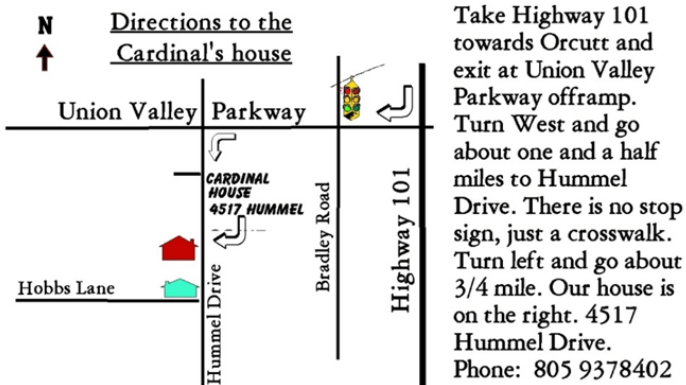 N
Directions to the
Cardinal's house
Union Valley Parkway
CARDINAL
HOUSE
4517 HUMMEL
Hobbs Lane
Hummel Drive
Bradley Road
Highway 101
Take Highway 101
towards Orcutt and
exit at Union Valley
Parkway offramp.
Turn West and go
about one and a half
miles to Hummel
Drive. There is no stop
sign, just a crosswalk.
Turn left and go about
3/4 mile. Our house is
on the right. 4517
Hummel Drive.
Phone: 805 9378402